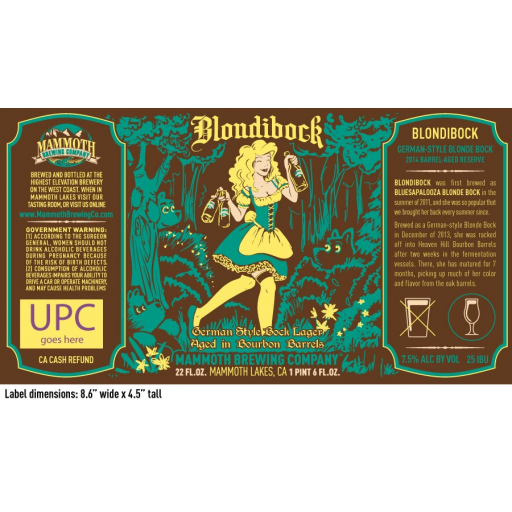 MAMMOTH
BREWING COMPANY
BREWED AND BOTTLED AT THE
HIGHEST ELEVATION BREWERY
ON THE WEST COAST. WHEN IN
MAMMOTH LAKES VISIT OUR
TASTING ROOM, OR VISIT US ONLINE
www.MammothBrewingCo.com
GOVERNMENT WARNING:
(1) ACCORDING TO THE SURGEON
GENERAL, WOMEN SHOULD NOT
DRINK ALCOHOLIC BEVERAGES
DURING PREGNANCY BECAUSE
OF THE RISK OF BIRTH DEFECTS.
(2) CONSUMPTION OF ALCOHOLIC
BEVERAGES IMPAIRS YOUR ABILITY TO
DRIVE A CAR OR OPERATE MACHINERY,
AND MAY CAUSE HEALTH PROBLEMS
UPC
goes here
CA CASH REFUND
Blondibock
German Style Bock Lager
Aged in Bourbon Barrels
MAMMOTH BREWING COMPANY
22 FL.OZ. MAMMOTH LAKES, CA 1 PINT 6 FL.OZ.
BLONDIBOCK
GERMAN-STYLE BLONDE BOCK
2014 BARREL-AGED RESERVE
BLONDIBOCK was first brewed as
BLUESAPALOOZA BLONDE BOCK in the
summer of 2011, and she was so popular that
we brought her back every summer since.
Brewed as a German-style Blonde Bock
in December of 2013, she was racked
off into Heaven Hill Bourbon Barrels
after two weeks in the fermentation
vessels. There, she has matured for 7
months, picking up much of her color
and flavor from the oak barrels.
7.5% ALC BY VOL 25 IBU
Label dimensions: 8.6" wide x 4.5" tall